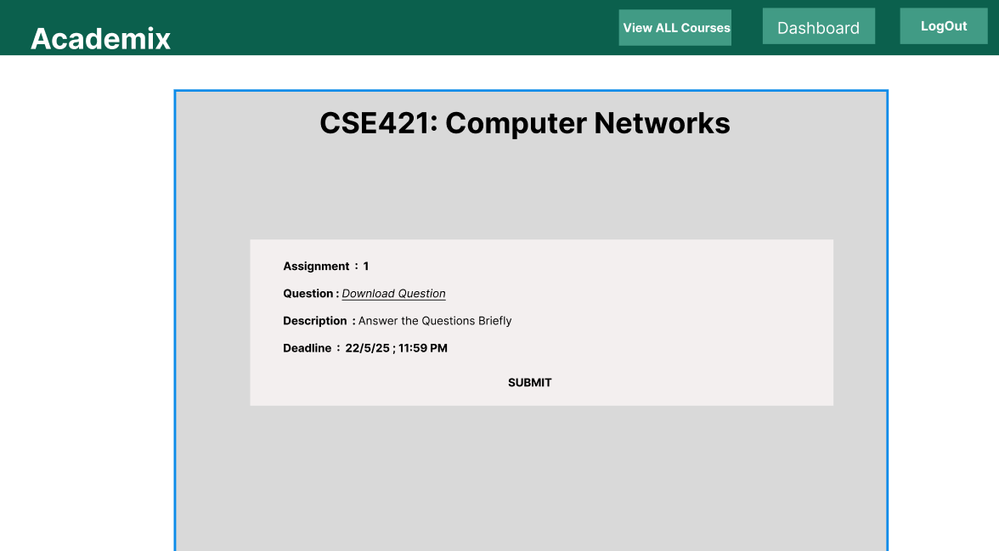 Academix
View ALL Courses
Dashboard
LogOut
CSE421: Computer Networks
Assignment : 1
Question : Download Question
Description : Answer the Questions Briefly
Deadline : 22/5/25 ; 11:59 PM
SUBMIT